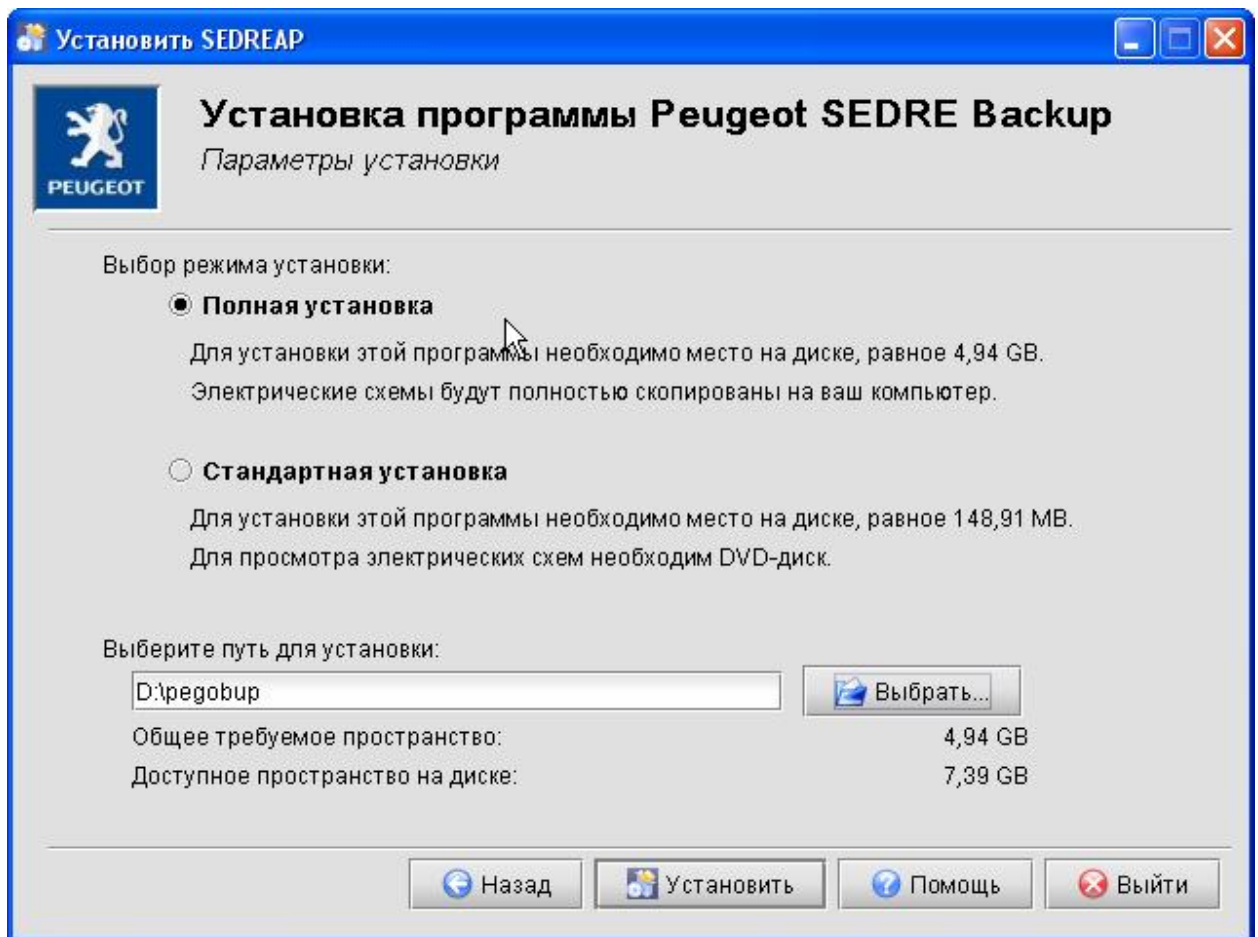 Установить SEDREAP
Установка программы Peugeot SEDRE Backup
Параметры установки
PEUGEOT
Выбор режима установки:
Полная установка
Для установки этой программы необходимо место на диске, равное 4,94 GB.
Электрические схемы будут полностью скопированы на ваш компьютер.
Стандартная установка
Для установки этой программы необходимо место на диске, равное 148,91 MB.
Для просмотра электрических схем необходим DVD-диск.
Выберите путь для установки:
D:\pegobup
Выбрать...
Общее требуемое пространство: 4,94 GB
Доступное пространство на диске: 7,39 GB
Назад Установить Помощь Выйти